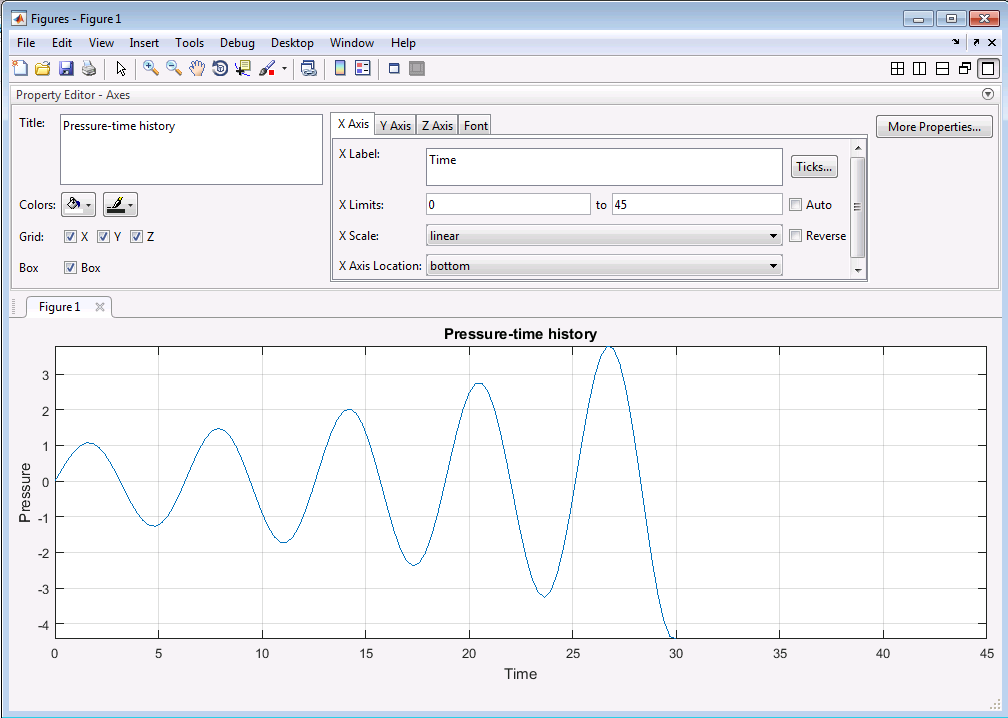 Figures - Figure 1
File Edit View Insert Tools Debug Desktop Window Help
Property Editor - Axes
Title:
Pressure-time history
Colors:
Grid: X Y Z
Box Box
X Axis Y Axis Z Axis Font
X Label: Time Ticks...
X Limits: 0 to 45 Auto
X Scale: linear Reverse
X Axis Location: bottom
More Properties...
Figure 1
Pressure-time history
Pressure
3
2
1
0
-1
-2
-3
-4
0 5 10 15 20 25 30 35 40 45
Time